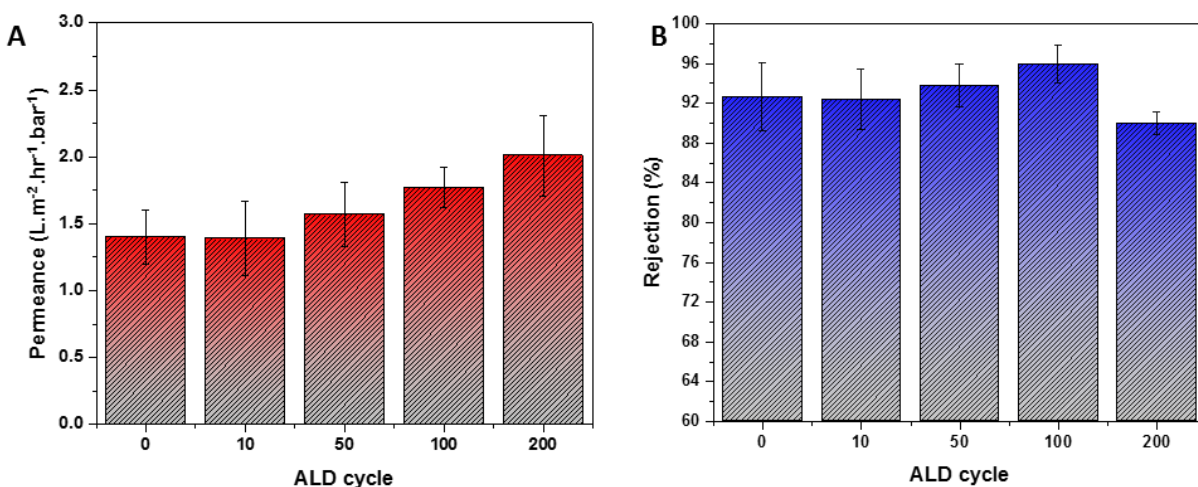 A
3.0
2.5
2.0
1.5
1.0
0.5
0.0
Permeance (L.m⁻².hr⁻¹.bar⁻¹)
0 10 50 100 200
ALD cycle
B
100
96
92
88
84
80
76
72
68
64
60
Rejection (%)
0 10 50 100 200
ALD cycle